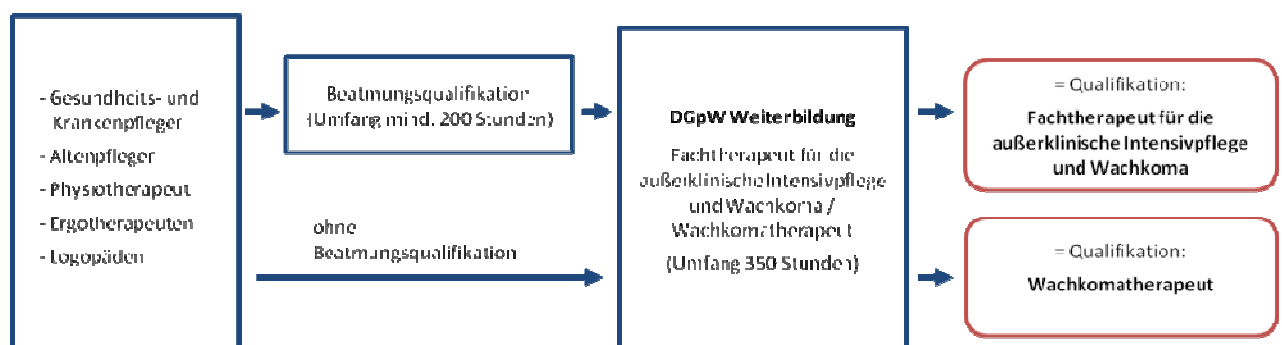 - Gesundheits- und
Krankenpfleger
- Altenpfleger
- Physiotherapeut
- Ergotherapeuten
- Logopäden
Beatmungsqualifikation
(Umfang mind. 200 Stunden)
ohne
Beatmungsqualifikation
DGpW Weiterbildung
Fachtherapeut für die
außerklinische Intensivpflege
und Wachkoma /
Wachkomatherapeut
(Umfang 350 Stunden)
= Qualifikation:
Fachtherapeut für die
außerklinische Intensivpflege
und Wachkoma
= Qualifikation:
Wachkomatherapeut